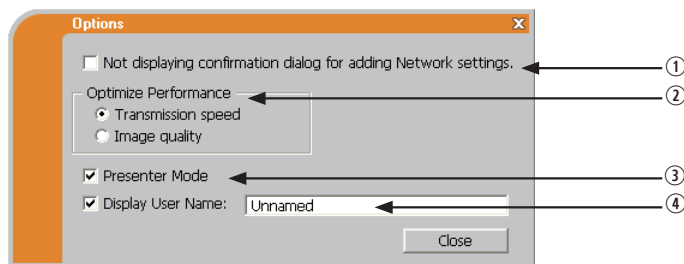 Options
Not displaying confirmation dialog for adding Network settings.
①
Optimize Performance
②
Transmission speed
Image quality
Presenter Mode
③
Display User Name: Unnamed
④
Close